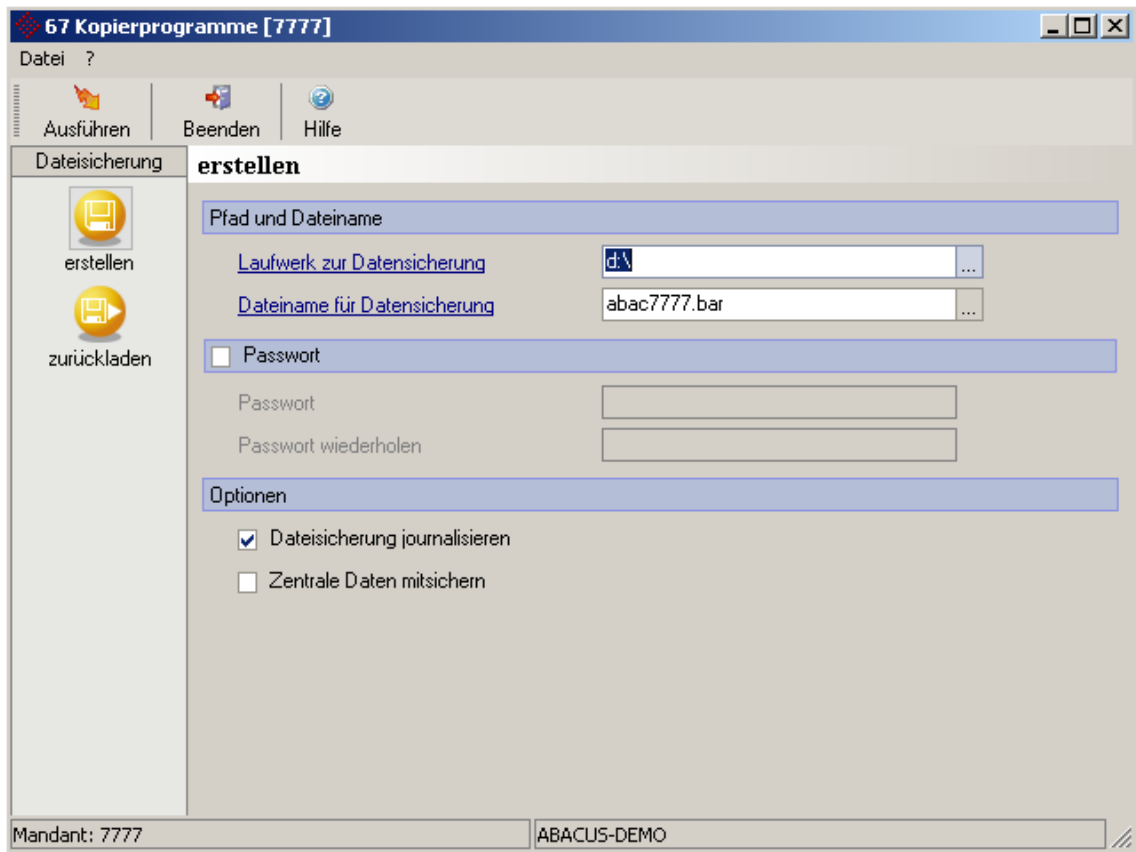 67 Kopierprogramme [7777]
Datei ?
Ausführen Beenden Hilfe
Dateisicherung
erstellen
erstellen
zurückladen
Pfad und Dateiname
Laufwerk zur Datensicherung d:\ ...
Dateiname für Datensicherung abac7777.bar ...
Passwort
Passwort
Passwort wiederholen
Optionen
Dateisicherung journalisieren
Zentrale Daten mitsichern
Mandant: 7777 ABACUS-DEMO